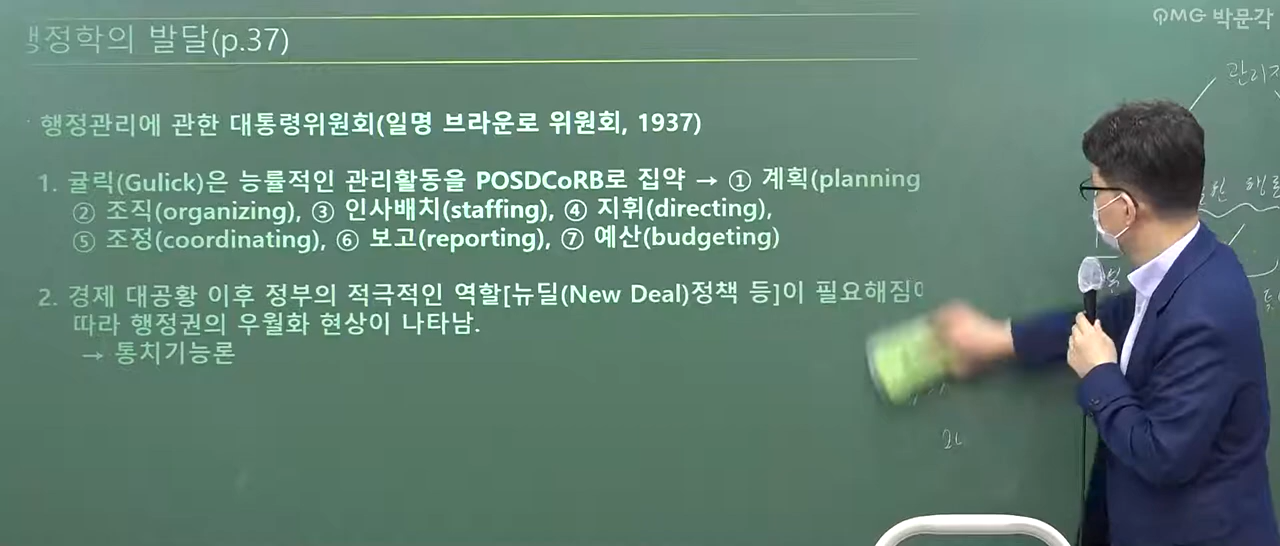 행정학의 발달(p.37)
PMG 박문각
행정관리에 관한 대통령위원회(일명 브라운로 위원회, 1937)
1. 귤릭(Gulick)은 능률적인 관리활동을 POSDCoRB로 집약 → ① 계획(planning
② 조직(organizing), ③ 인사배치(staffing), ④ 지휘(directing),
⑤ 조정(coordinating), ⑥ 보고(reporting), ⑦ 예산(budgeting)
2. 경제 대공황 이후 정부의 적극적인 역할[뉴딜(New Deal)정책 등]이 필요해짐에
따라 행정권의 우월화 현상이 나타남.
→ 통치기능론